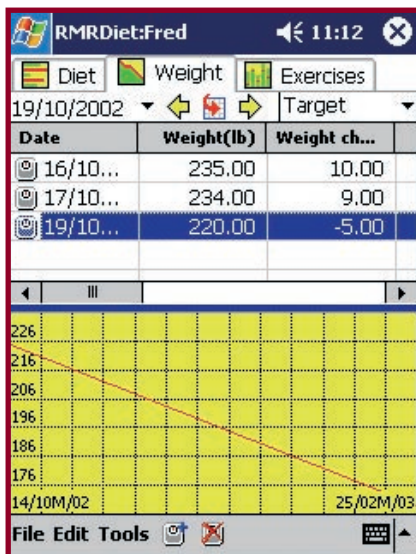 RMRDiet:Fred 11:12
Diet Weight Exercises
19/10/2002 Target
Date Weight(lb) Weight ch...
16/10... 235.00 10.00
17/10... 234.00 9.00
19/10... 220.00 -5.00
226
216
206
196
186
176
14/10M/02 25/02M/03
File Edit Tools